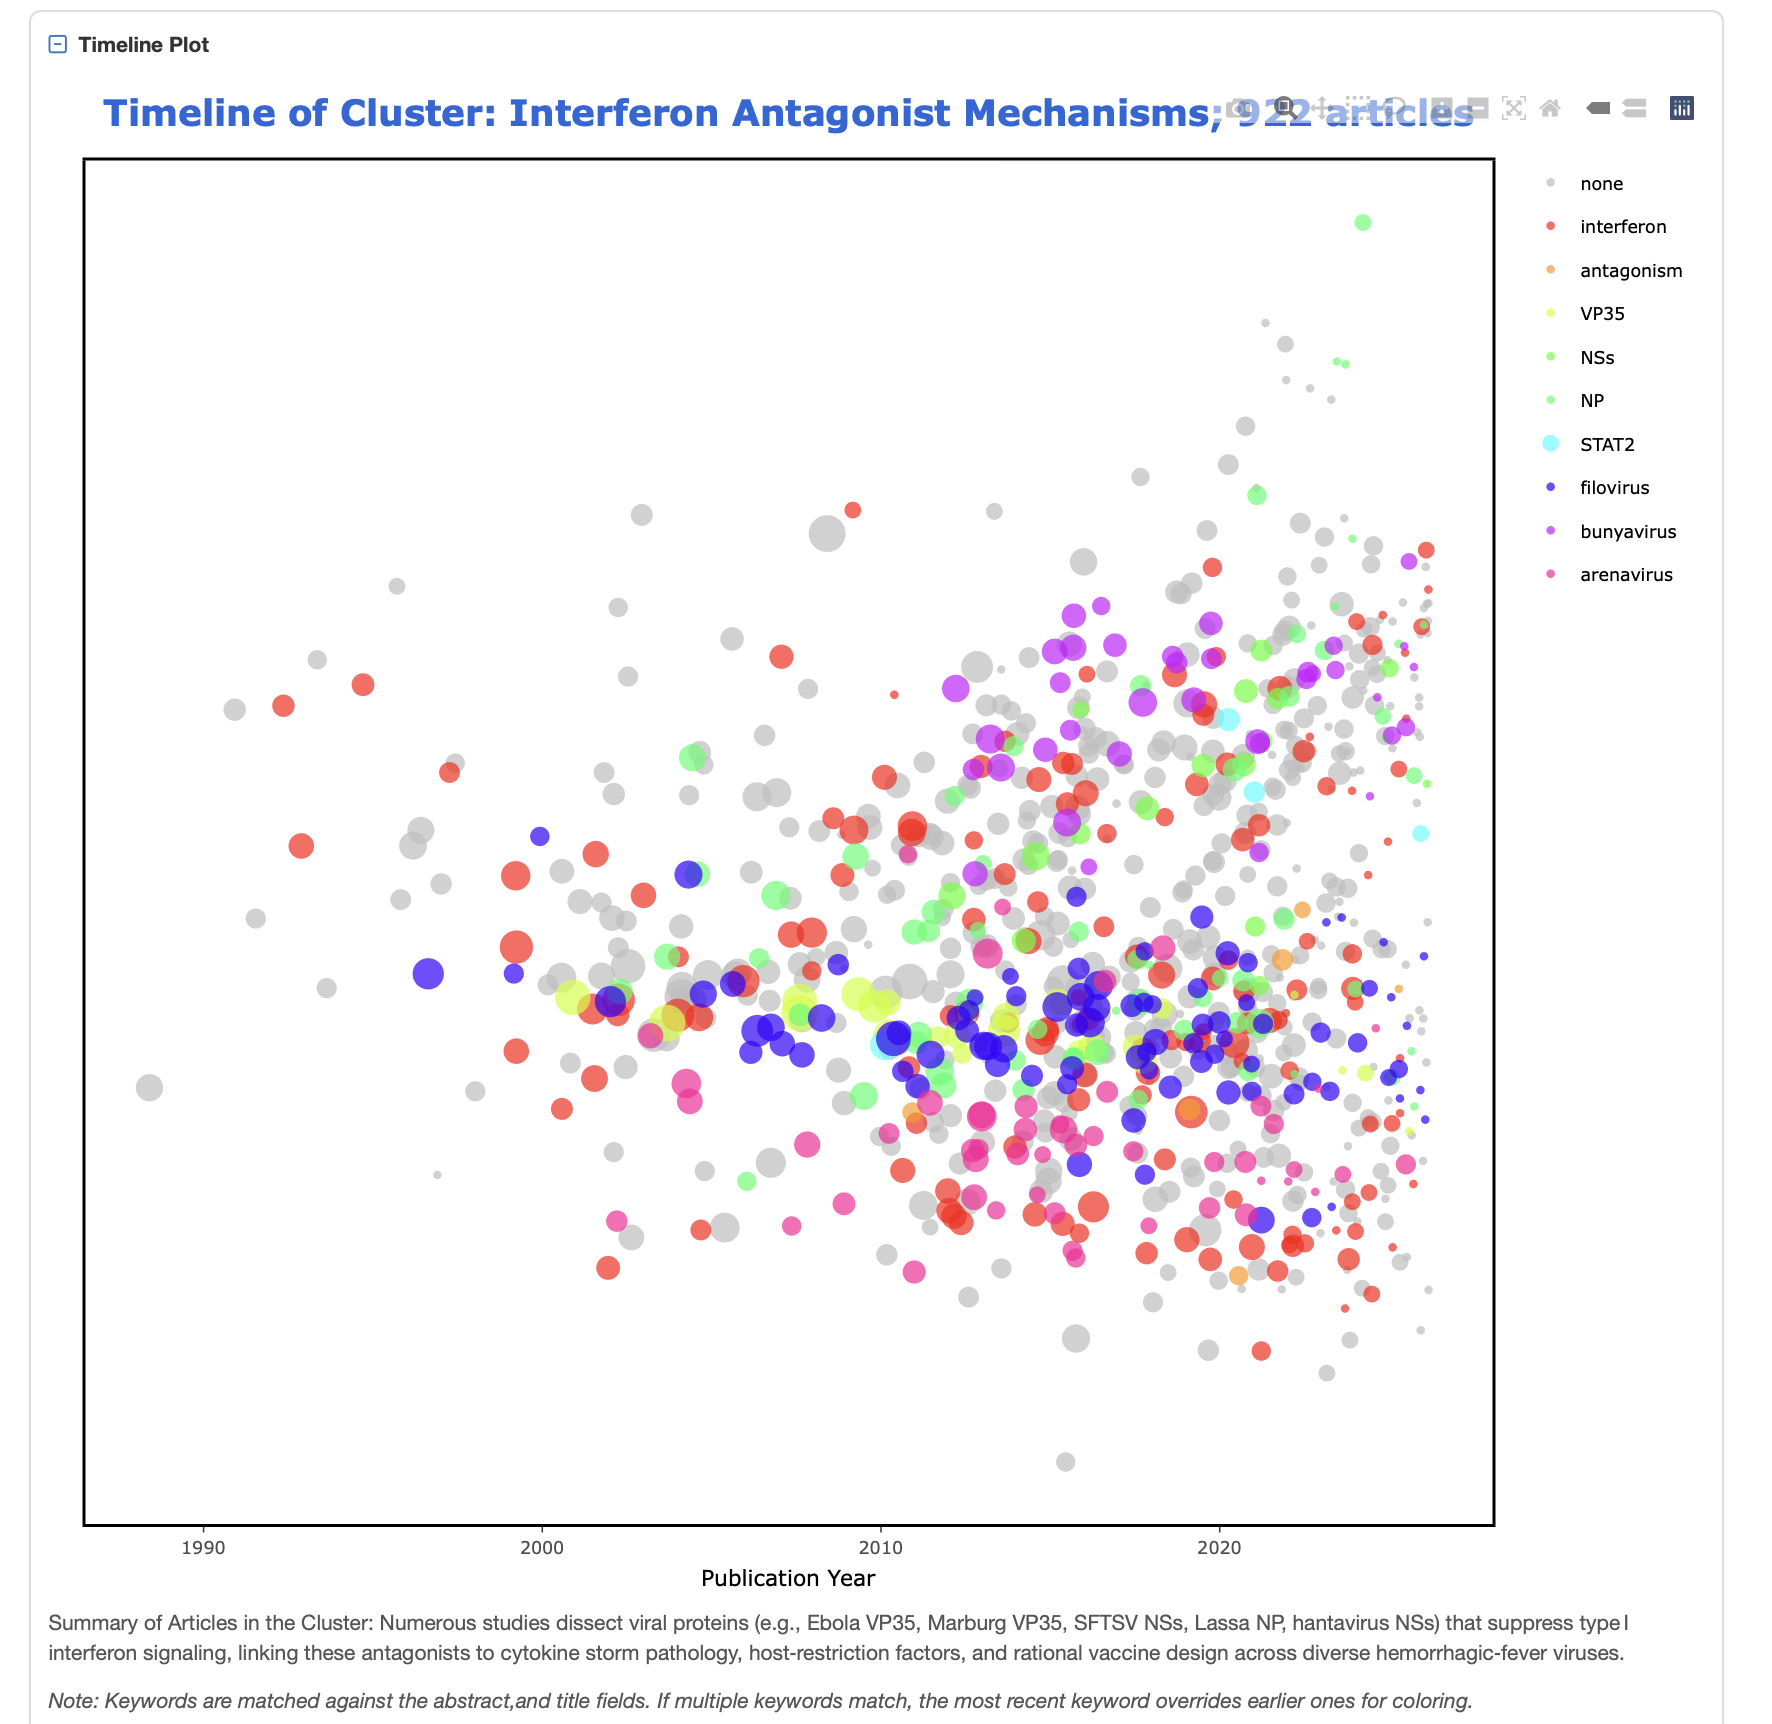 Timeline Plot
Timeline of Cluster: Interferon Antagonist Mechanisms; 922 articles
none
interferon
antagonism
VP35
NSs
NP
STAT2
filovirus
bunyavirus
arenavirus
1990
2000
2010
2020
Publication Year
Summary of Articles in the Cluster: Numerous studies dissect viral proteins (e.g., Ebola VP35, Marburg VP35, SFTSV NSs, Lassa NP, hantavirus NSs) that suppress type I
interferon signaling, linking these antagonists to cytokine storm pathology, host-restriction factors, and rational vaccine design across diverse hemorrhagic-fever viruses.
Note: Keywords are matched against the abstract,and title fields. If multiple keywords match, the most recent keyword overrides earlier ones for coloring.